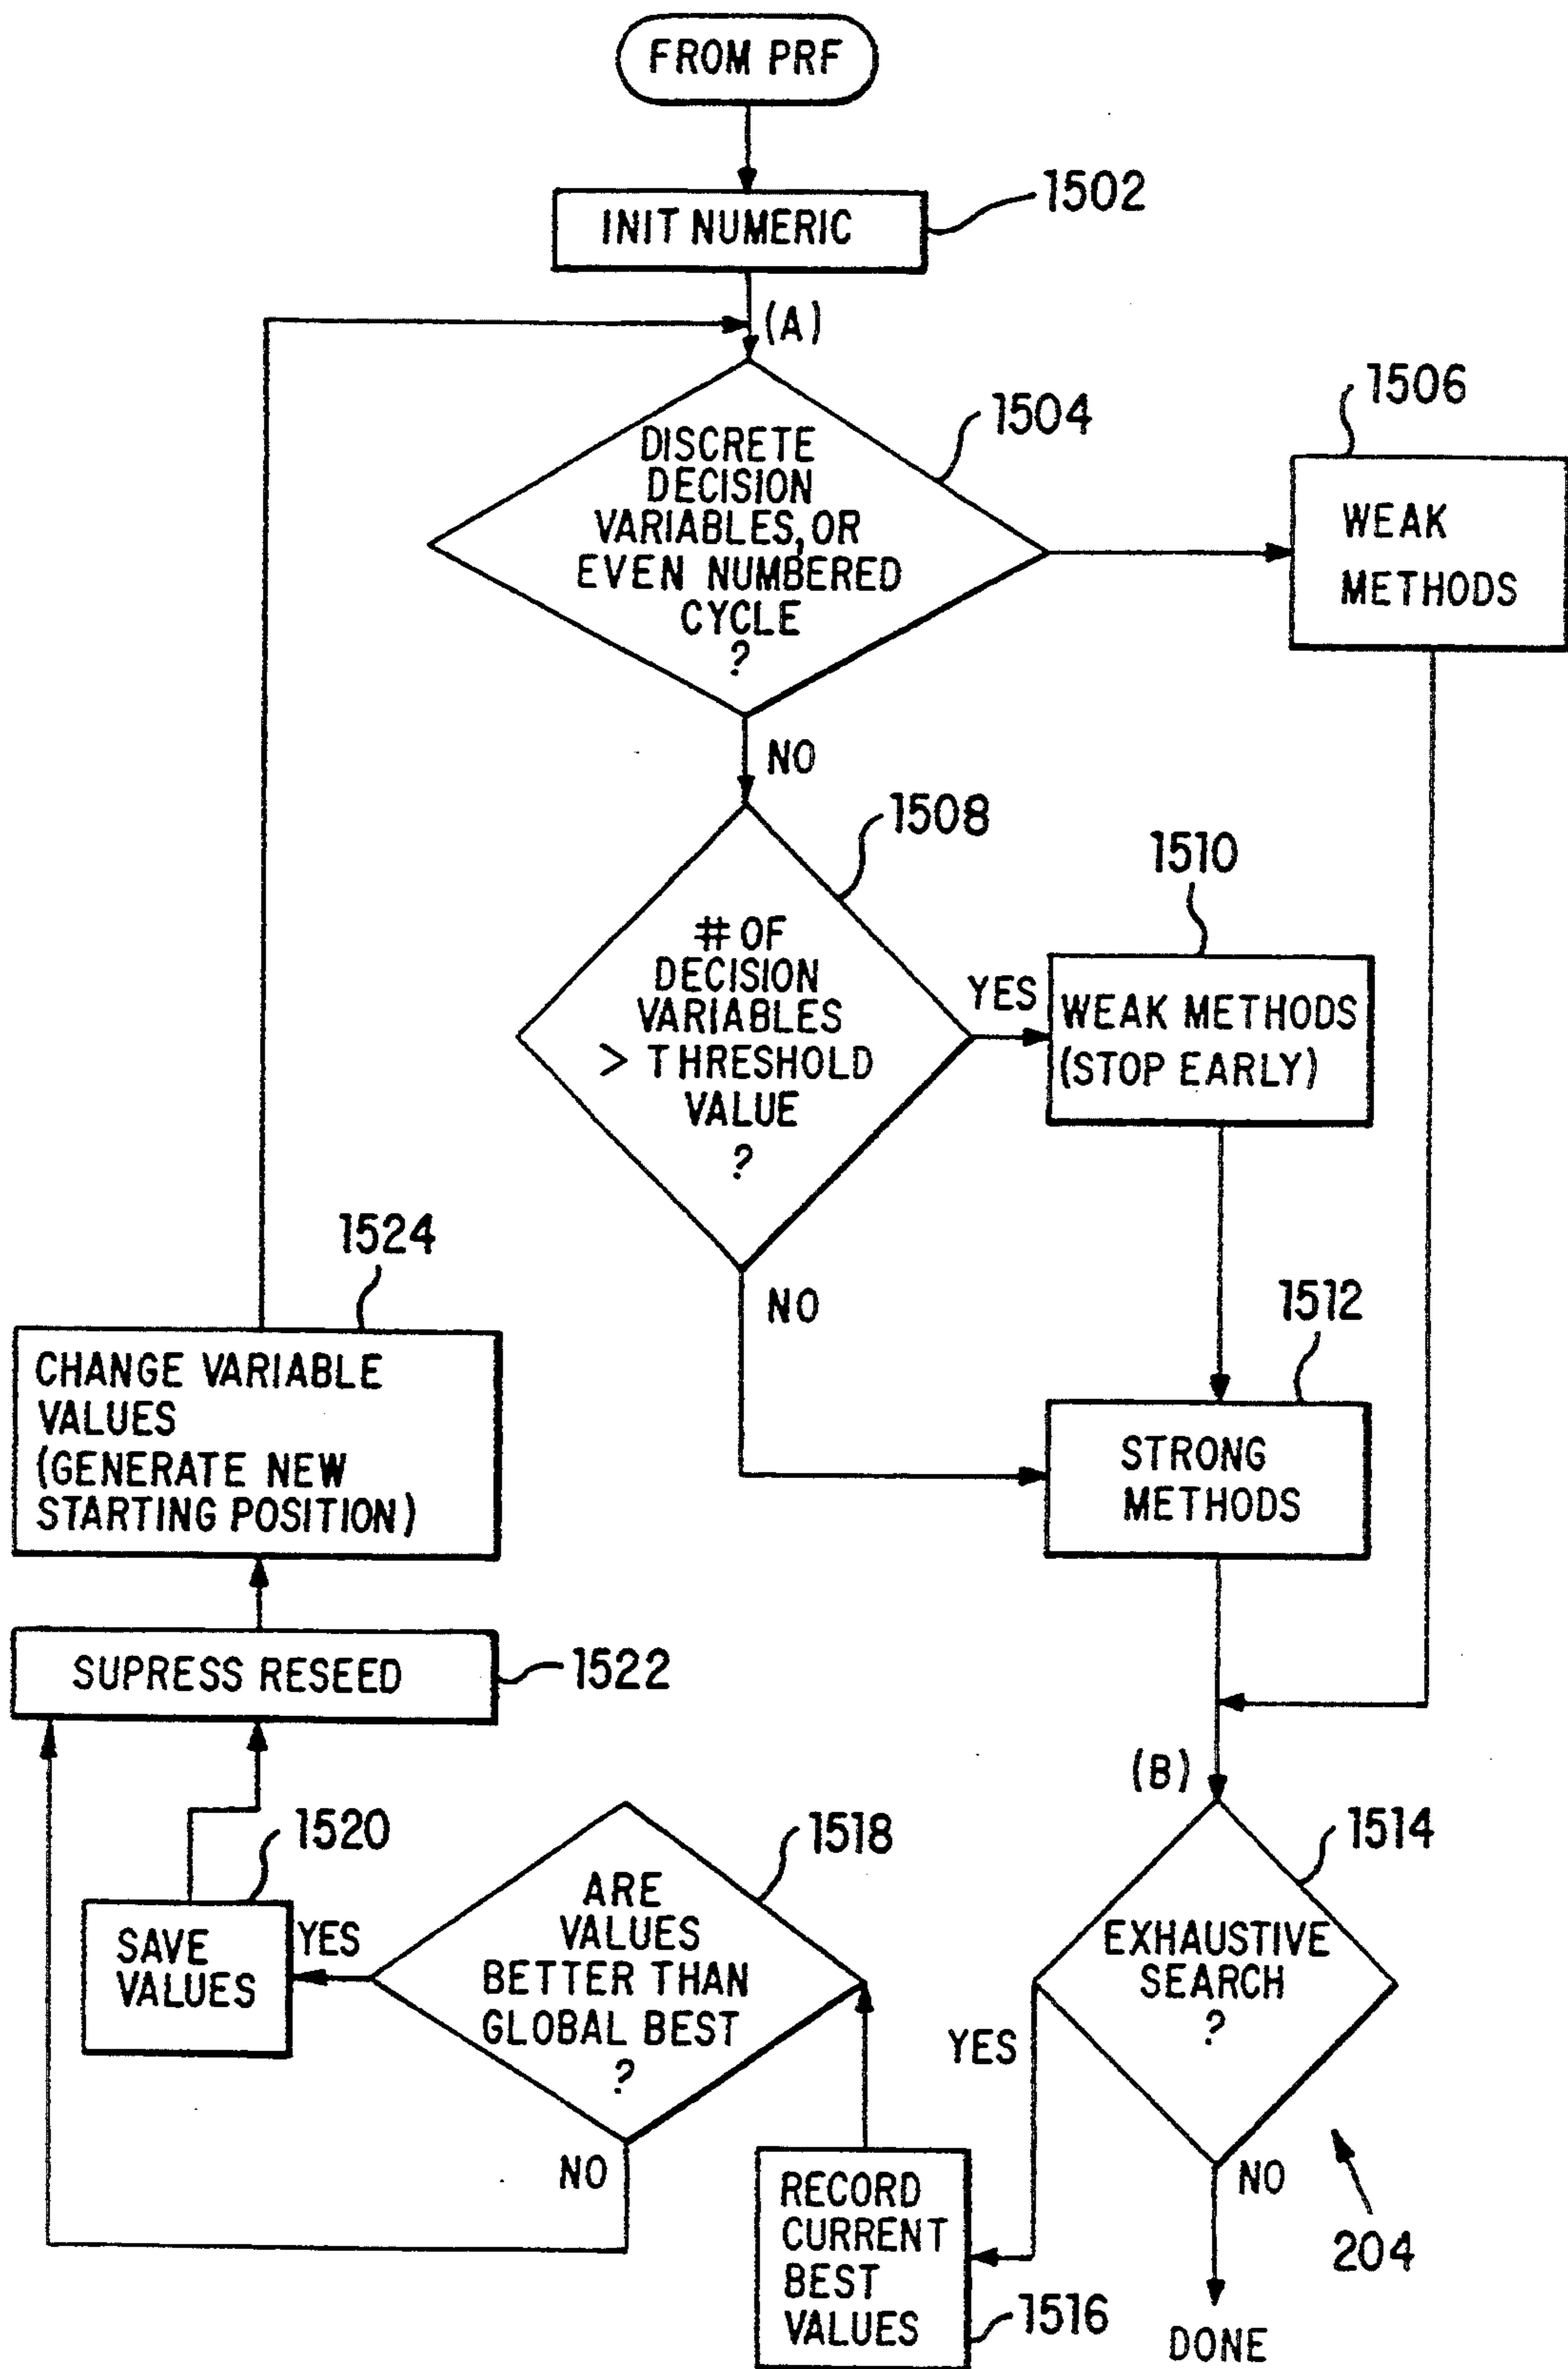 FROM PRF
INIT NUMERIC
1502
(A)
DISCRETE
DECISION
VARIABLES, OR
EVEN NUMBERED
CYCLE
?
1504
1506
WEAK
METHODS
NO
1508
# OF
DECISION
VARIABLES
> THRESHOLD
VALUE
?
YES
1510
WEAK METHODS
(STOP EARLY)
NO
1512
STRONG
METHODS
1524
CHANGE VARIABLE
VALUES
(GENERATE NEW
STARTING POSITION)
SUPRESS RESEED
1522
(B)
1514
EXHAUSTIVE
SEARCH
?
YES
NO
204
DONE
RECORD
CURRENT
BEST
VALUES
1516
1518
ARE
VALUES
BETTER THAN
GLOBAL BEST
?
YES
NO
1520
SAVE
VALUES